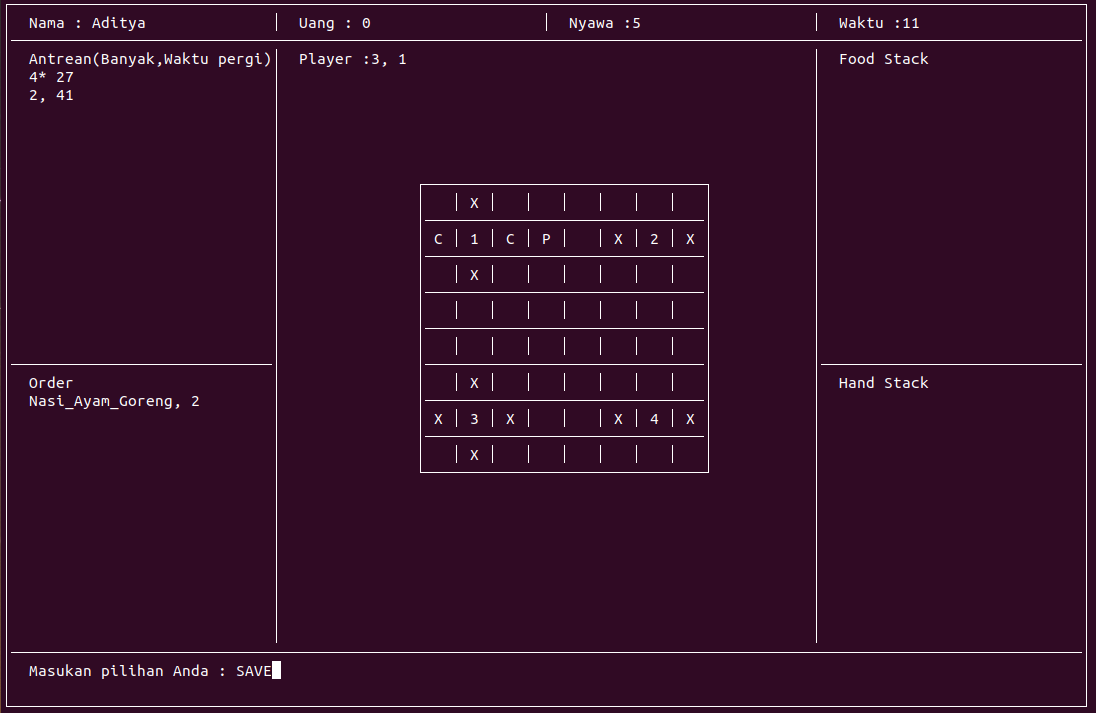 Nama : Aditya Uang : 0 Nyawa :5 Waktu :11
Antrean(Banyak,Waktu pergi)
4* 27
2, 41
Player :3, 1
Food Stack
X
C 1 C P X 2 X
X
X
X 3 X X 4 X
X
Order
Nasi_Ayam_Goreng, 2
Hand Stack
Masukan pilihan Anda : SAVE